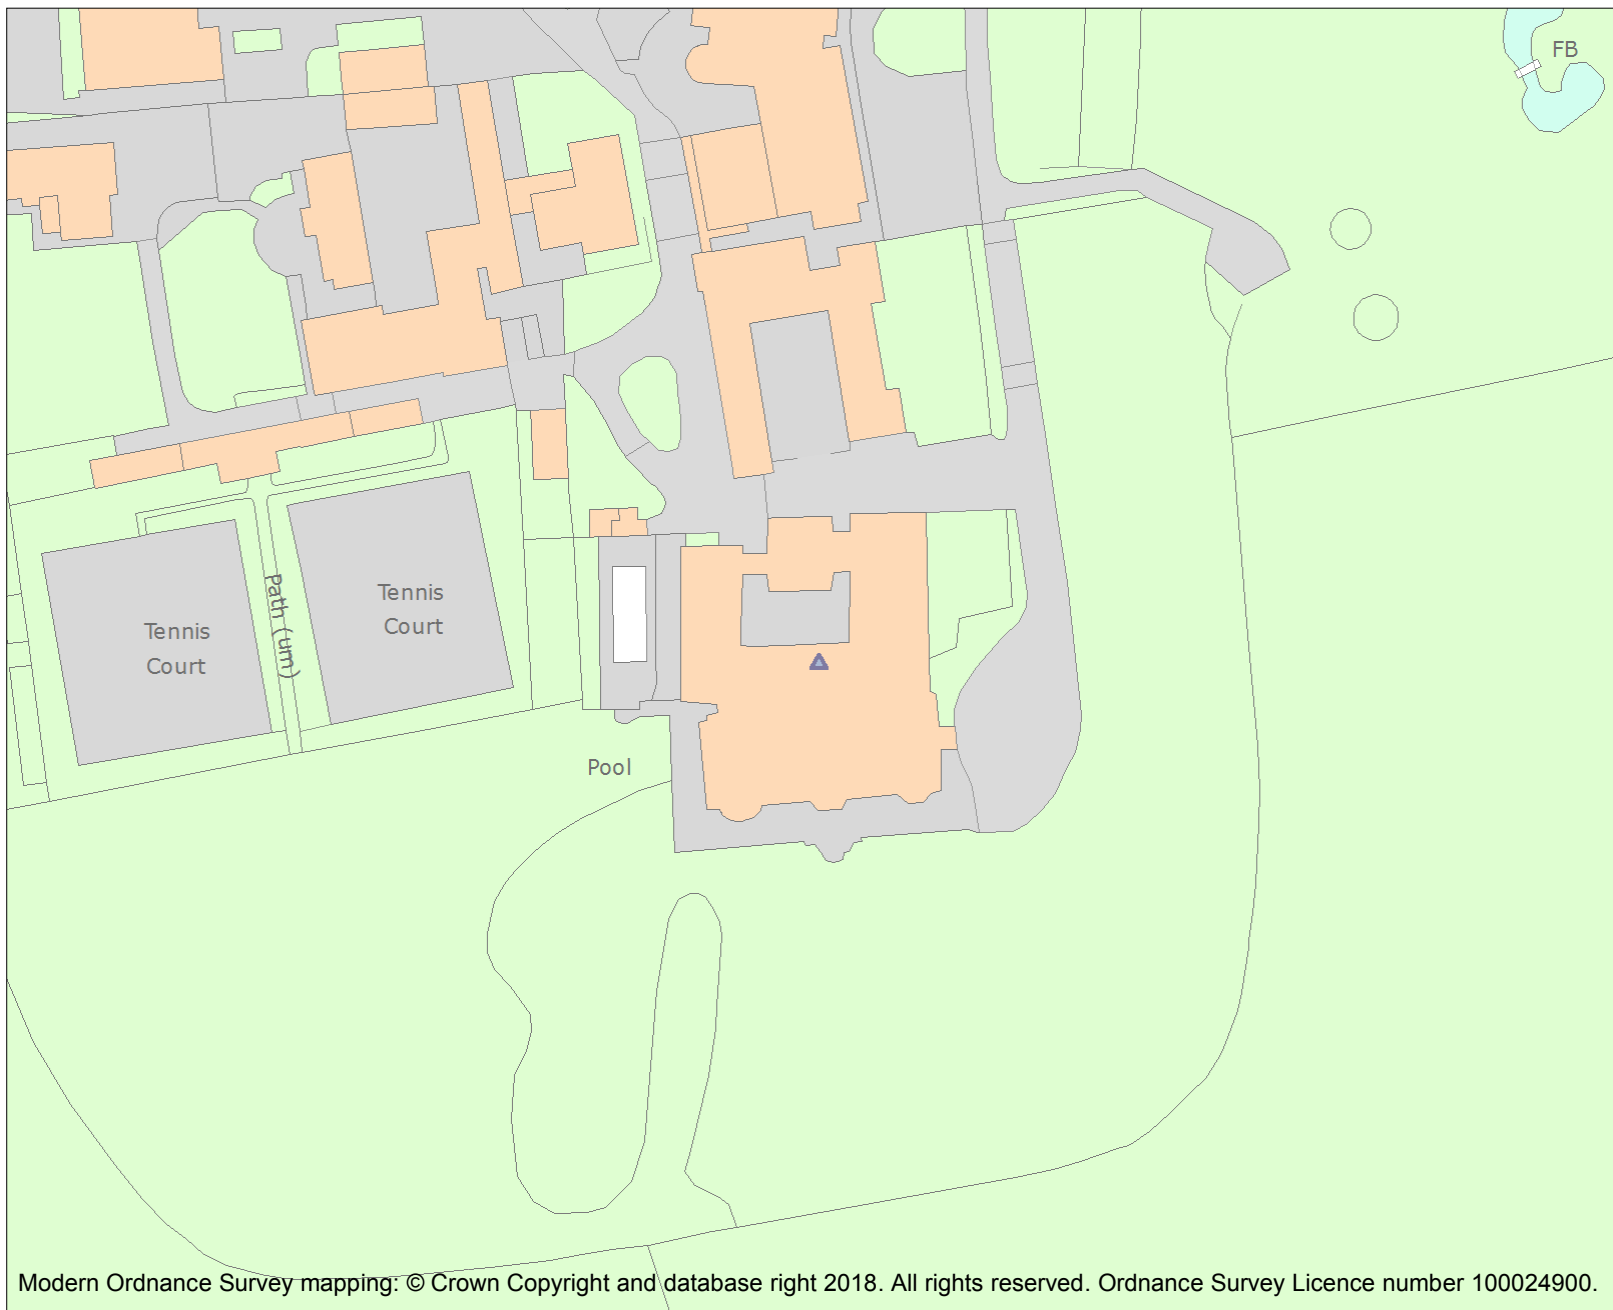 FB
Tennis
Court
Tennis
Court
Path (um)
Pool
Modern Ordnance Survey mapping: © Crown Copyright and database right 2018. All rights reserved. Ordnance Survey Licence number 100024900.